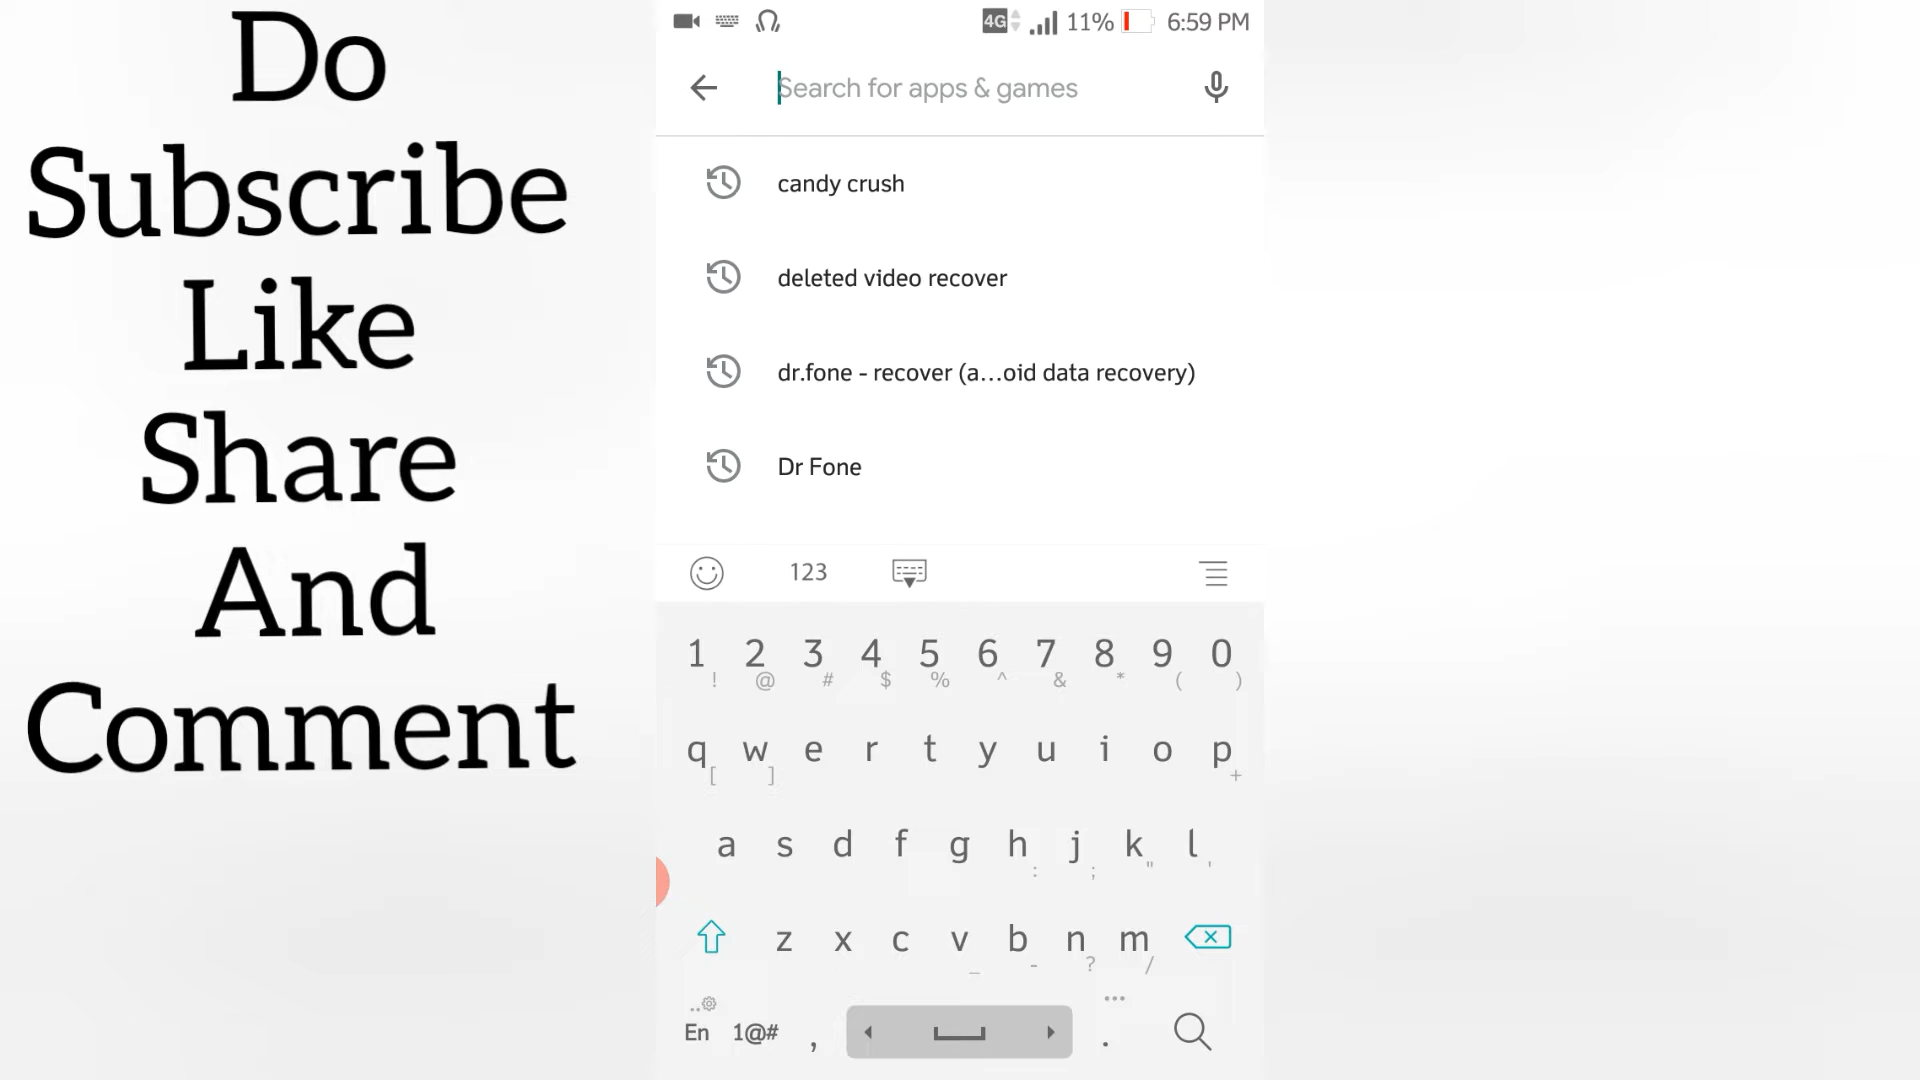 Do
Subscribe
Like
Share
And
Comment
4G 11% 6:59 PM
Search for apps & games
candy crush
deleted video recover
dr.fone - recover (a...oid data recovery)
Dr Fone
123
1 2 3 4 5 6 7 8 9 0
! @ # $ % ^ & * ( )
q w e r t y u i o p
[ ] +
a s d f g h j k l
: ; " '
z x c v b n m
_ - ? /
En 1@# , .